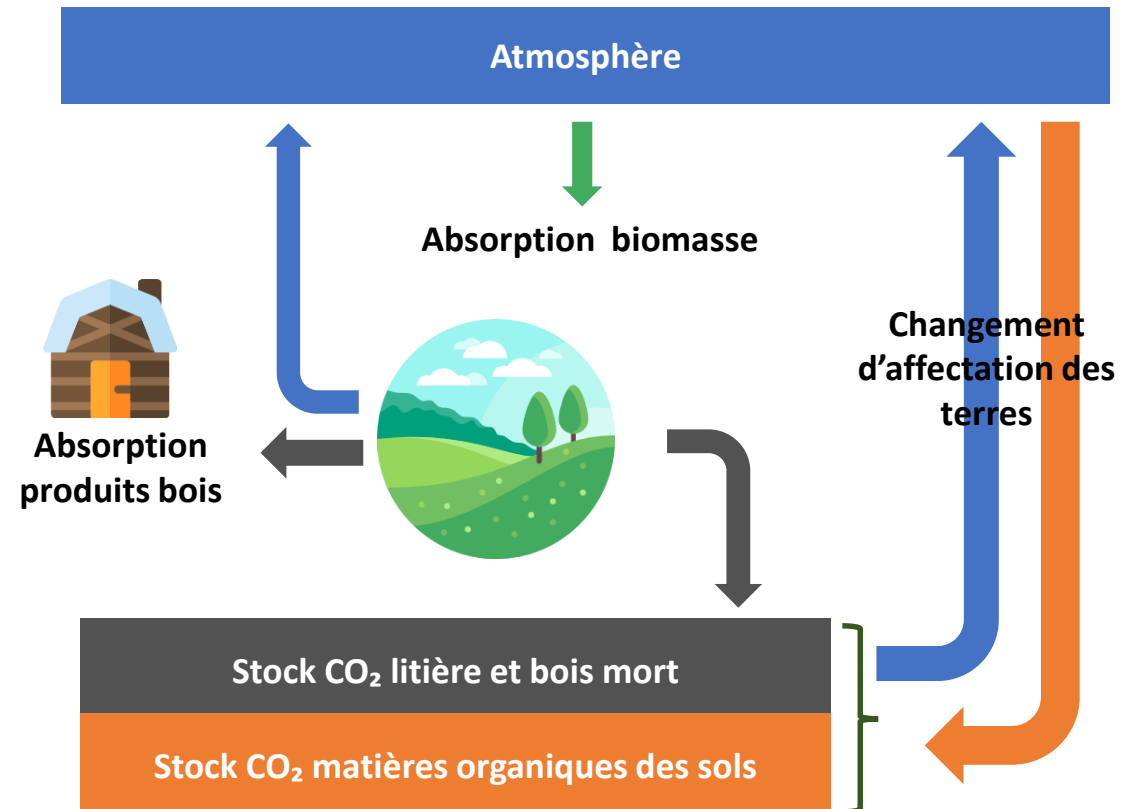 Atmosphère
Absorption biomasse
Changement
d’affectation des
terres
Absorption
produits bois
Stock CO₂ litière et bois mort
Stock CO₂ matières organiques des sols